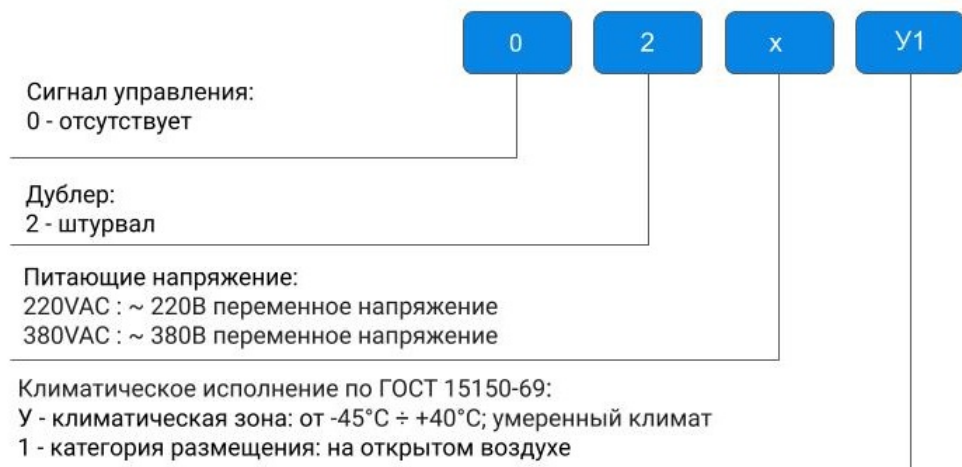 0 2 х У1
Сигнал управления:
0 - отсутствует
Дублер:
2 - штурвал
Питающие напряжение:
220VAC : ~ 220В переменное напряжение
380VAC : ~ 380В переменное напряжение
Климатическое исполнение по ГОСТ 15150-69:
У - климатическая зона: от -45°C ÷ +40°C; умеренный климат
1 - категория размещения: на открытом воздухе